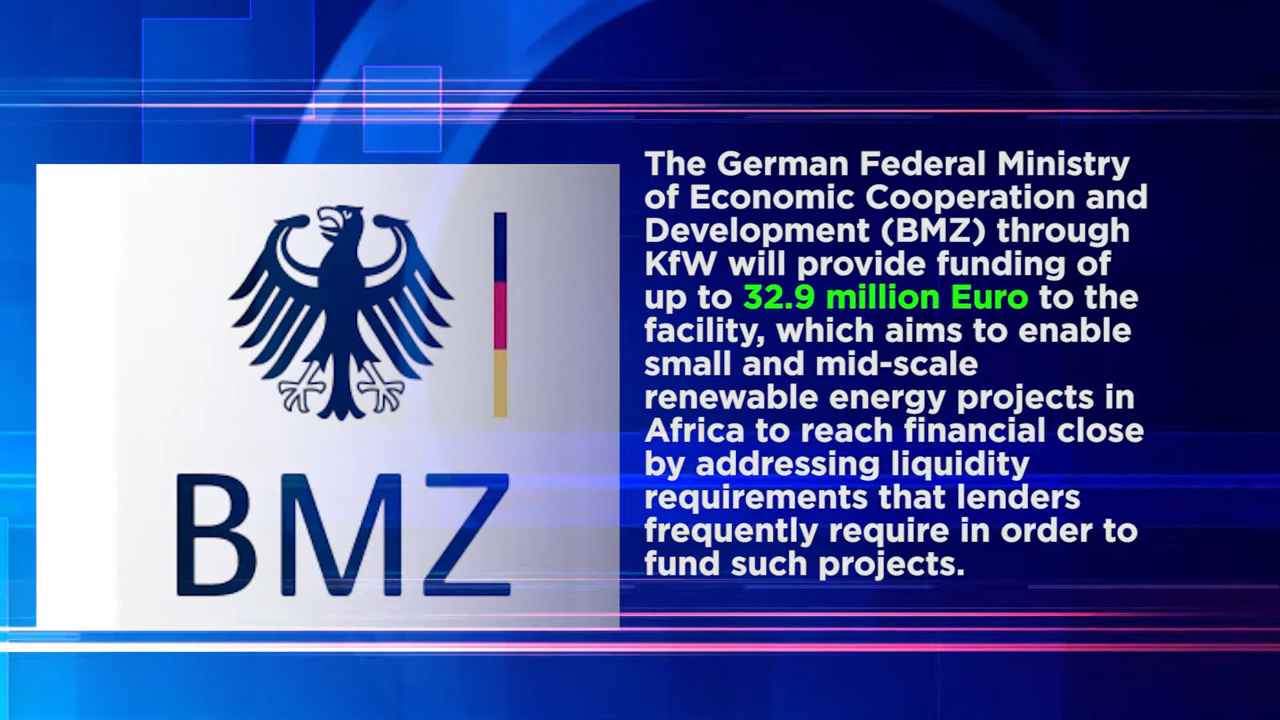 BMZ
The German Federal Ministry
of Economic Cooperation and
Development (BMZ) through
KfW will provide funding of
up to 32.9 million Euro to the
facility, which aims to enable
small and mid-scale
renewable energy projects in
Africa to reach financial close
by addressing liquidity
requirements that lenders
frequently require in order to
fund such projects.